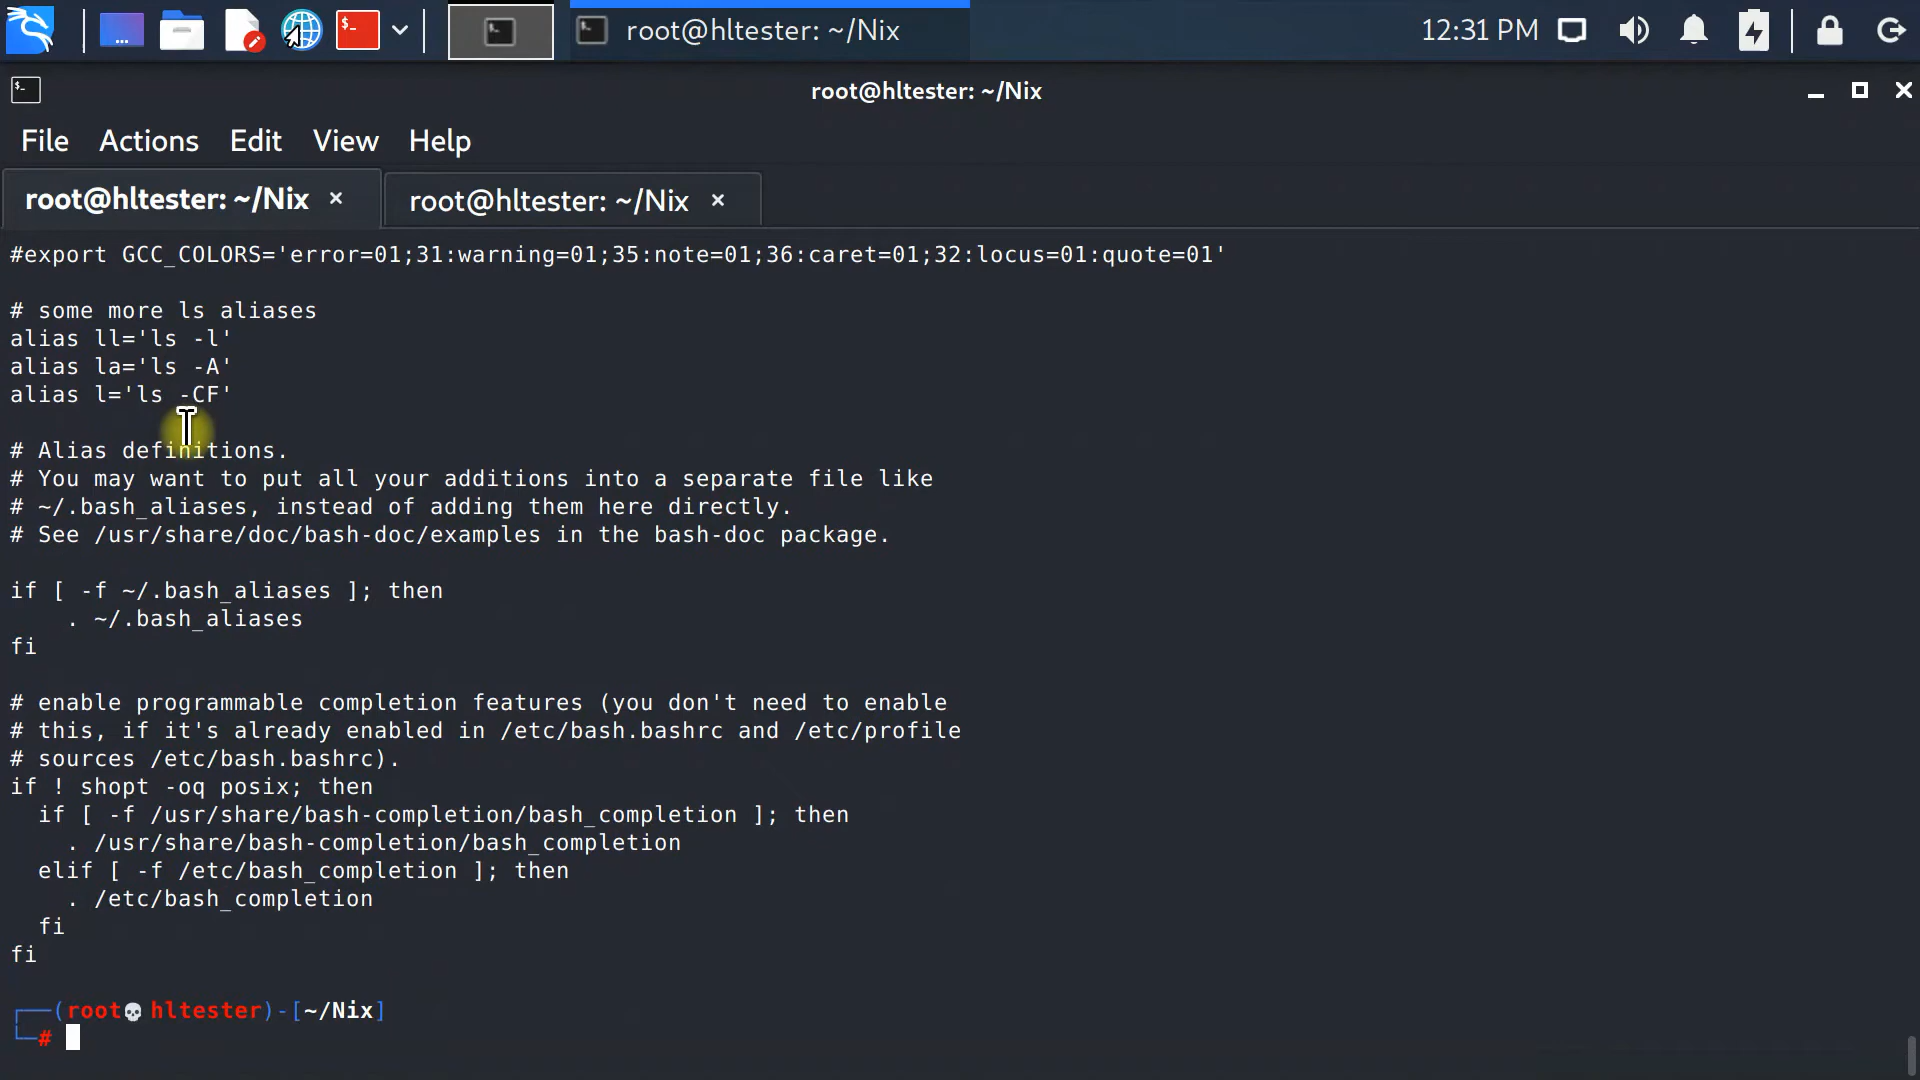 root@hltester: ~/Nix
12:31 PM
root@hltester: ~/Nix
File Actions Edit View Help
root@hltester: ~/Nix × root@hltester: ~/Nix ×
#export GCC_COLORS='error=01;31:warning=01;35:note=01;36:caret=01;32:locus=01:quote=01'
# some more ls aliases
alias ll='ls -l'
alias la='ls -A'
alias l='ls -CF'
# Alias definitions.
# You may want to put all your additions into a separate file like
# ~/.bash_aliases, instead of adding them here directly.
# See /usr/share/doc/bash-doc/examples in the bash-doc package.
if [ -f ~/.bash_aliases ]; then
    . ~/.bash_aliases
fi
# enable programmable completion features (you don't need to enable
# this, if it's already enabled in /etc/bash.bashrc and /etc/profile
# sources /etc/bash.bashrc).
if ! shopt -oq posix; then
  if [ -f /usr/share/bash-completion/bash_completion ]; then
    . /usr/share/bash-completion/bash_completion
  elif [ -f /etc/bash_completion ]; then
    . /etc/bash_completion
  fi
fi
┌──(root💀hltester)-[~/Nix]
└─#